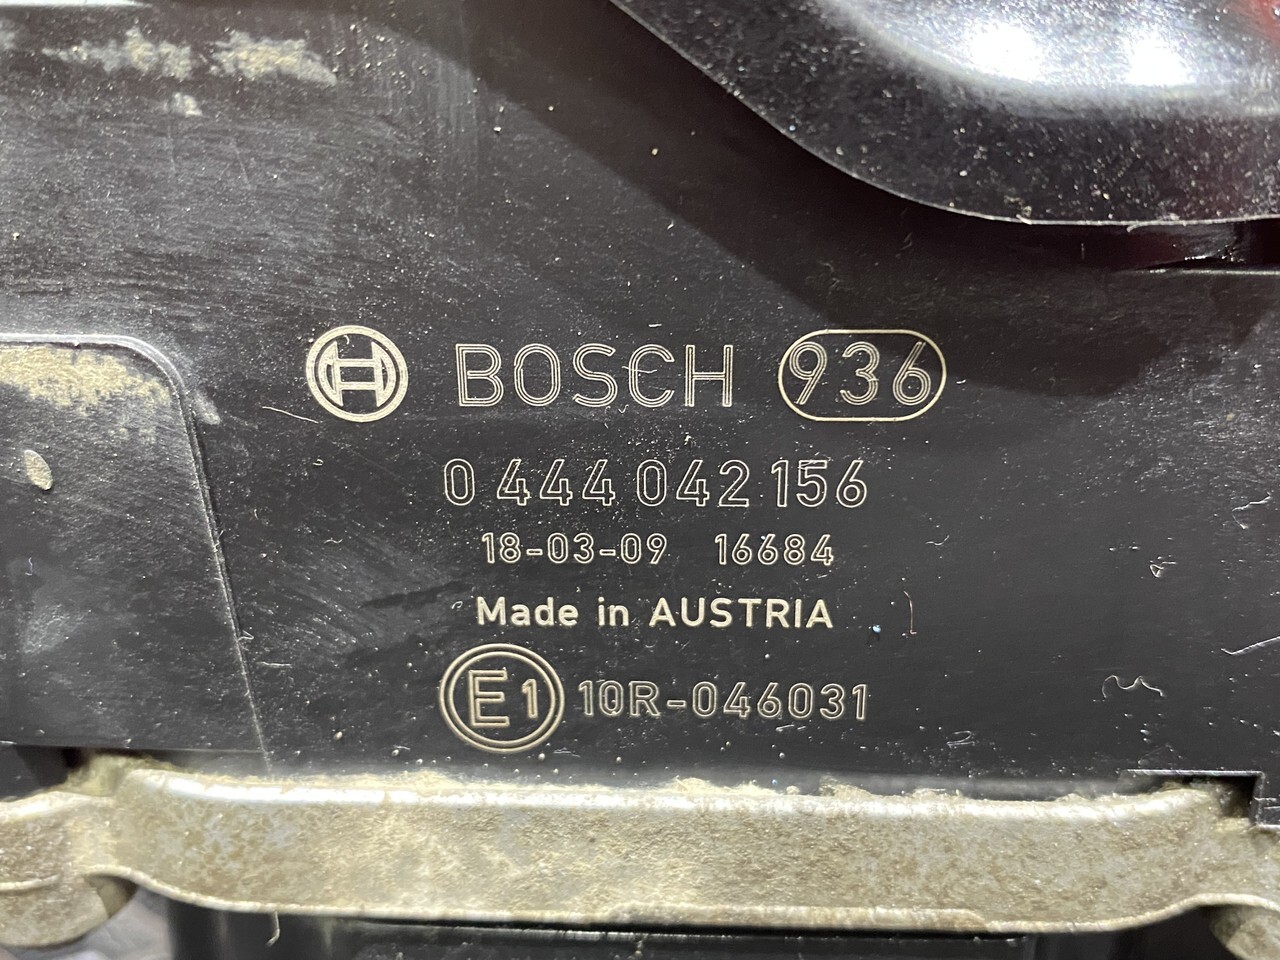 BOSCH 936
0 444 042 156
18-03-09 16684
Made in AUSTRIA
E1 10R-046031